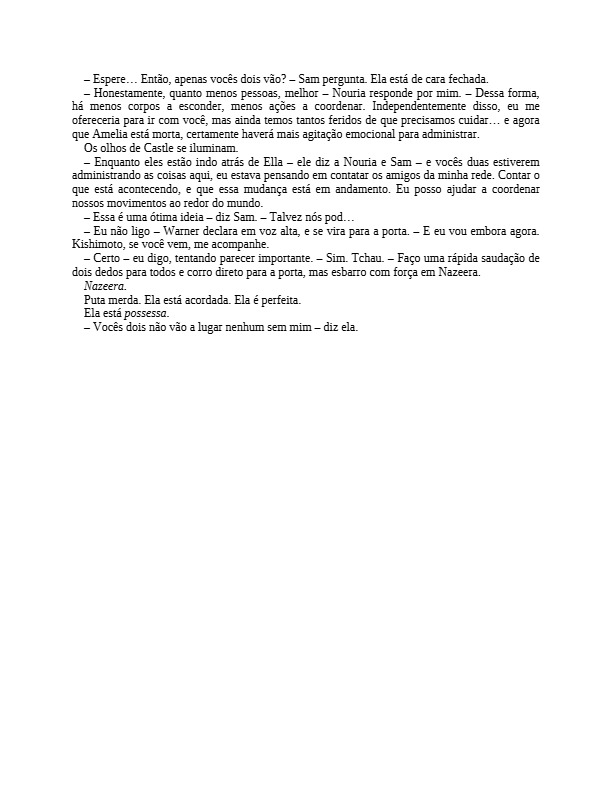 – Espere… Então, apenas vocês dois vão? – Sam pergunta. Ela está de cara fechada.
– Honestamente, quanto menos pessoas, melhor – Nouria responde por mim. – Dessa forma,
há menos corpos a esconder, menos ações a coordenar. Independentemente disso, eu me
ofereceria para ir com você, mas ainda temos tantos feridos de que precisamos cuidar… e agora
que Amelia está morta, certamente haverá mais agitação emocional para administrar.
Os olhos de Castle se iluminam.
– Enquanto eles estão indo atrás de Ella – ele diz a Nouria e Sam – e vocês duas estiverem
administrando as coisas aqui, eu estava pensando em contatar os amigos da minha rede. Contar o
que está acontecendo, e que essa mudança está em andamento. Eu posso ajudar a coordenar
nossos movimentos ao redor do mundo.
– Essa é uma ótima ideia – diz Sam. – Talvez nós pod…
– Eu não ligo – Warner declara em voz alta, e se vira para a porta. – E eu vou embora agora.
Kishimoto, se você vem, me acompanhe.
– Certo – eu digo, tentando parecer importante. – Sim. Tchau. – Faço uma rápida saudação de
dois dedos para todos e corro direto para a porta, mas esbarro com força em Nazeera.
Nazeera.
Puta merda. Ela está acordada. Ela é perfeita.
Ela está possessa.
– Vocês dois não vão a lugar nenhum sem mim – diz ela.